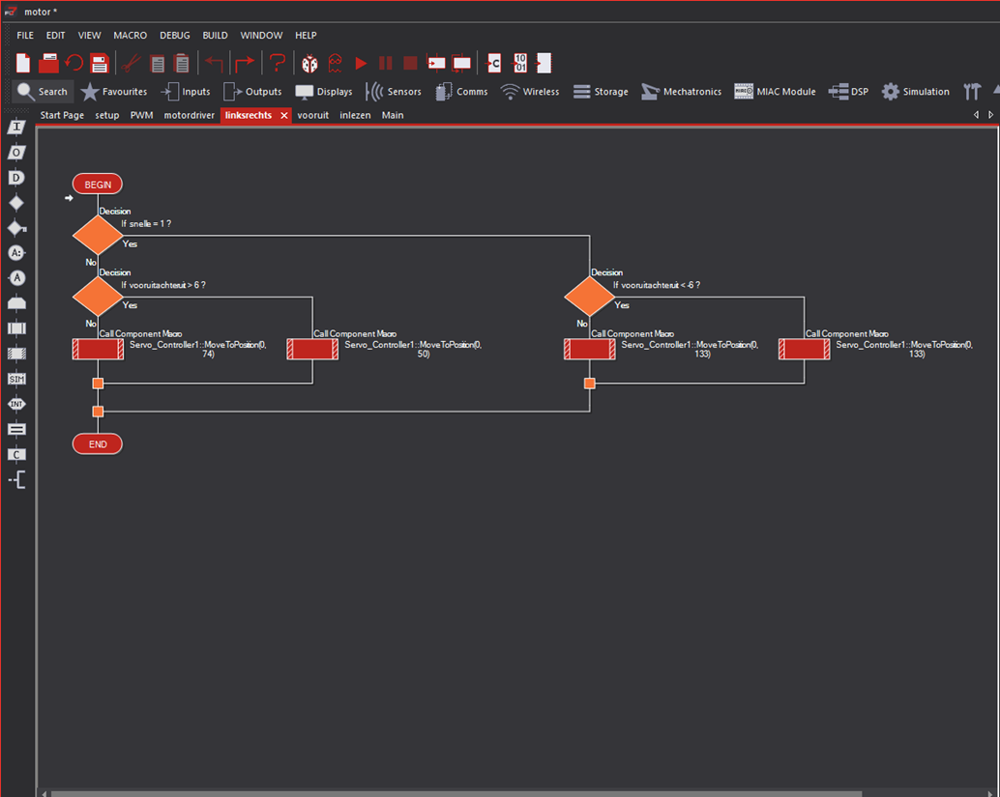 motor *
FILE EDIT VIEW MACRO DEBUG BUILD WINDOW HELP
Search Favourites Inputs Outputs Displays Sensors Comms Wireless Storage Mechatronics MIAC Module DSP Simulation
Start Page setup PWM motordriver linksrechts vooruit inlezen Main
BEGIN
Decision
If snelle = 1 ?
Yes
No
Decision
If vooruitachteruit > 6 ?
Yes
No
Decision
If vooruitachteruit < -6 ?
Yes
No
Call Component Macro
Servo_Controller1::MoveToPosition(0,
74)
Call Component Macro
Servo_Controller1::MoveToPosition(0,
50)
Call Component Macro
Servo_Controller1::MoveToPosition(0,
133)
Call Component Macro
Servo_Controller1::MoveToPosition(0,
133)
END
I
O
D
A:
A
SIM
INT
C